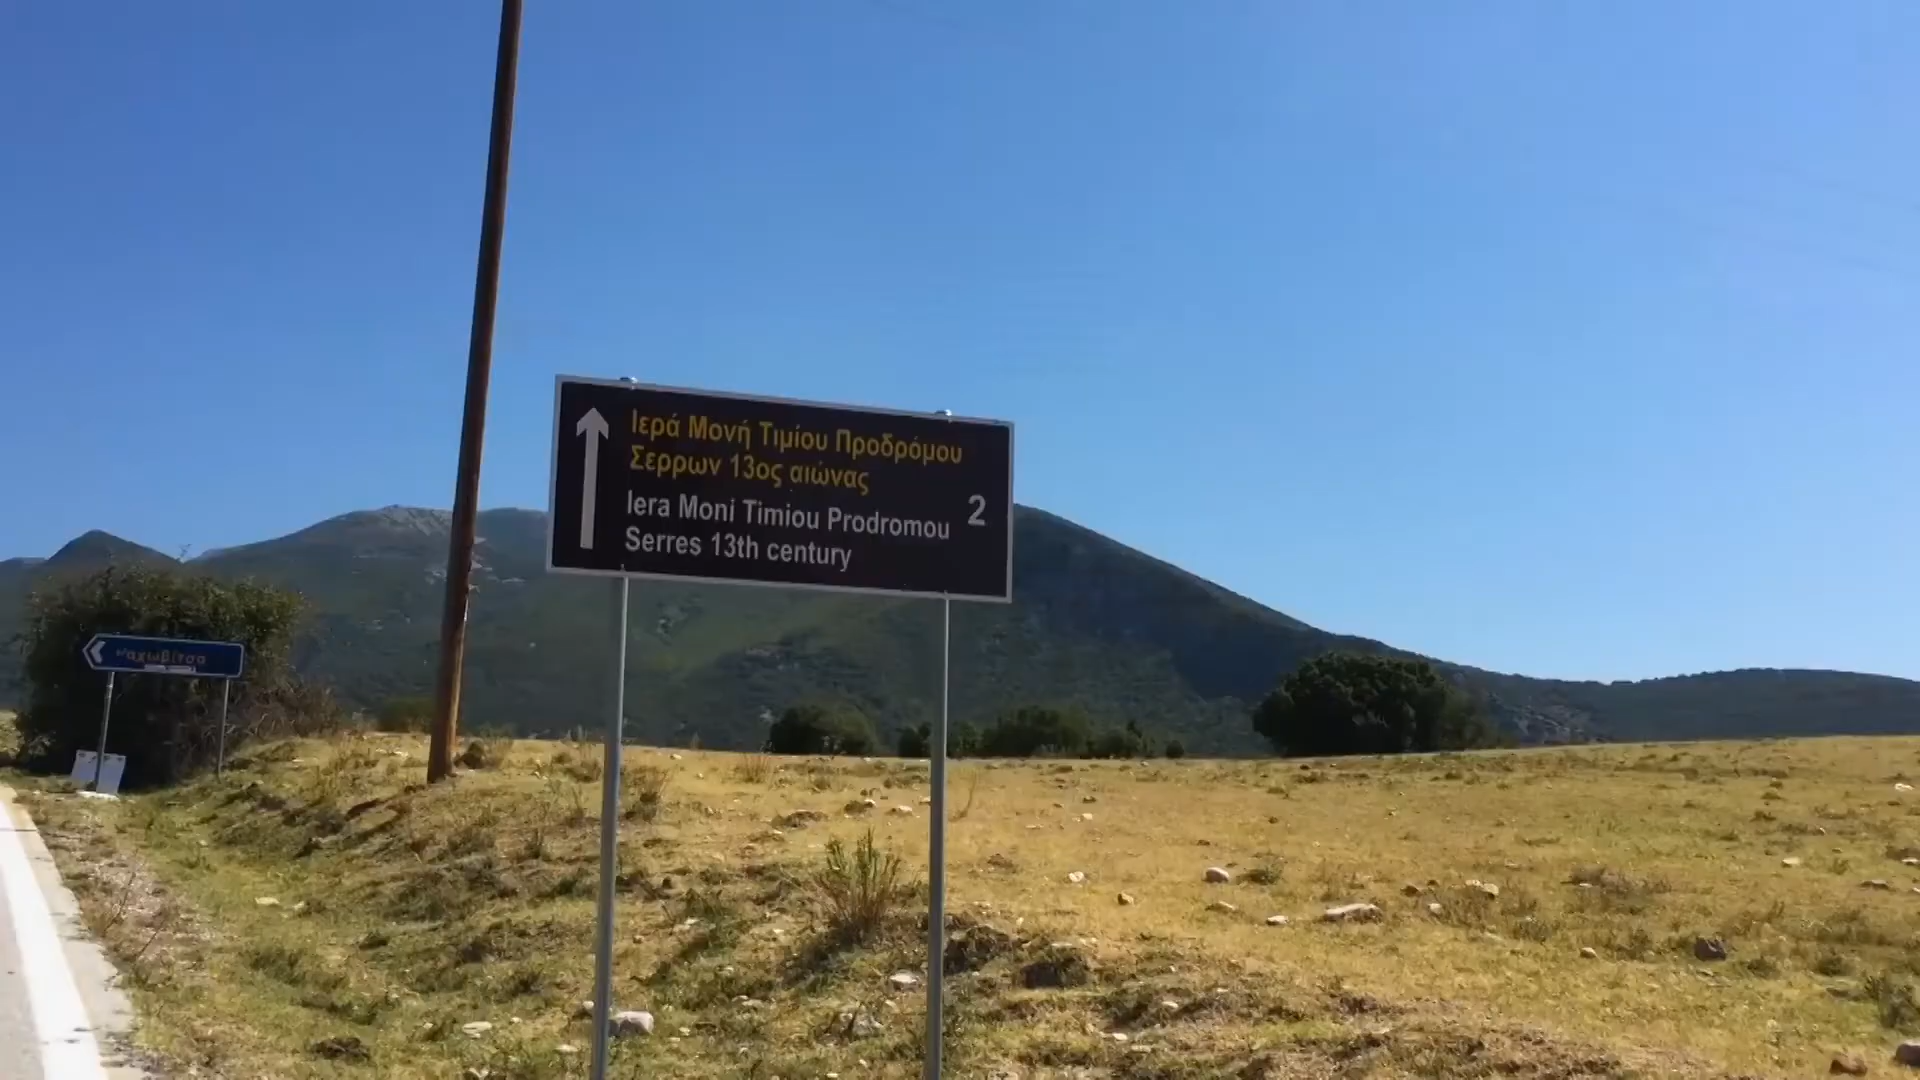 Ιερά Μονή Τιμίου Προδρόμου
Σερρων 13ος αιώνας
Iera Moni Timiou Prodromou
Serres 13th century
2